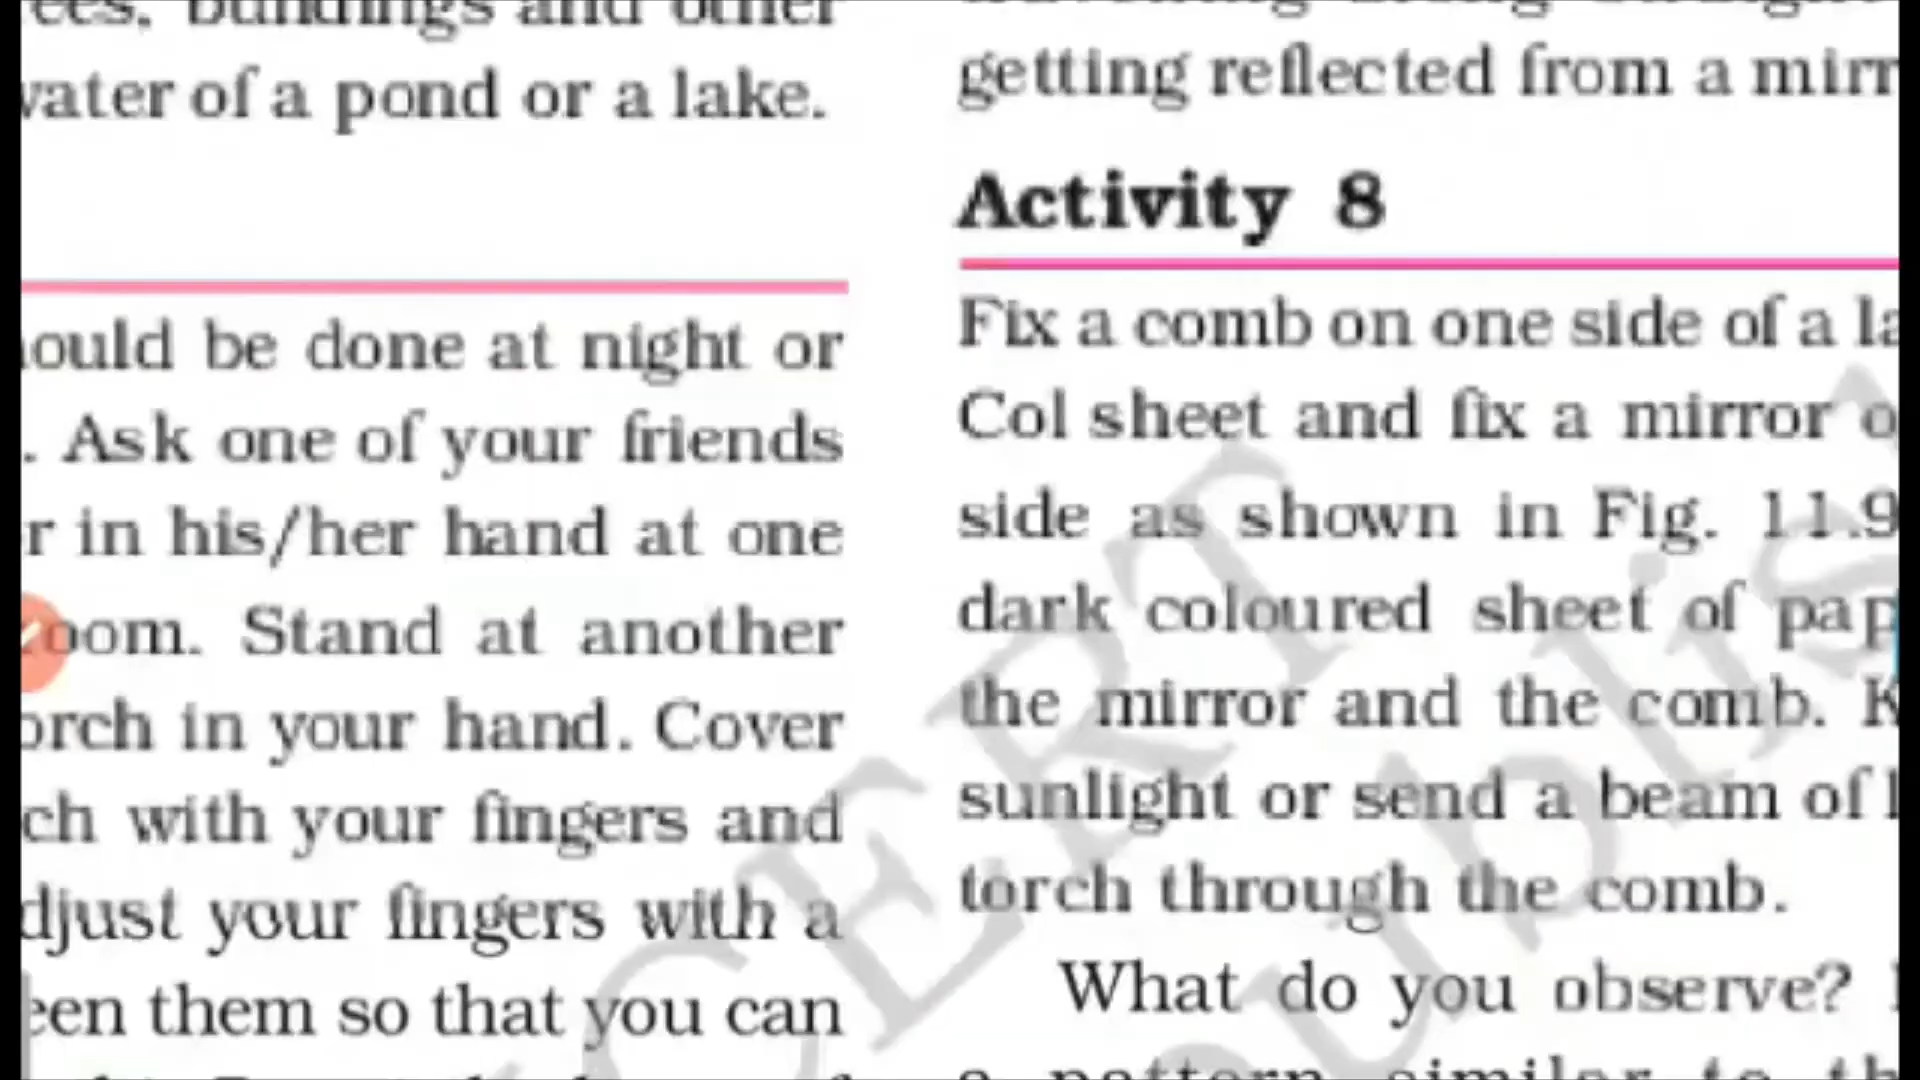 buildings and other
water of a pond or a lake.
be done at night or
. Ask one of your friends
r in his/her hand at one
oom. Stand at another
orch in your hand. Cover
ch with your fingers and
djust your fingers with a
een them so that you can
getting reflected from a mirr
Activity 8
Fix a comb on one side of a la
Col sheet and fix a mirror o
side as shown in Fig. 11.9
dark coloured sheet of pap
the mirror and the comb. K
sunlight or send a beam of l
torch through the comb.
What do you observe?
a pattern similar to th
NCERT